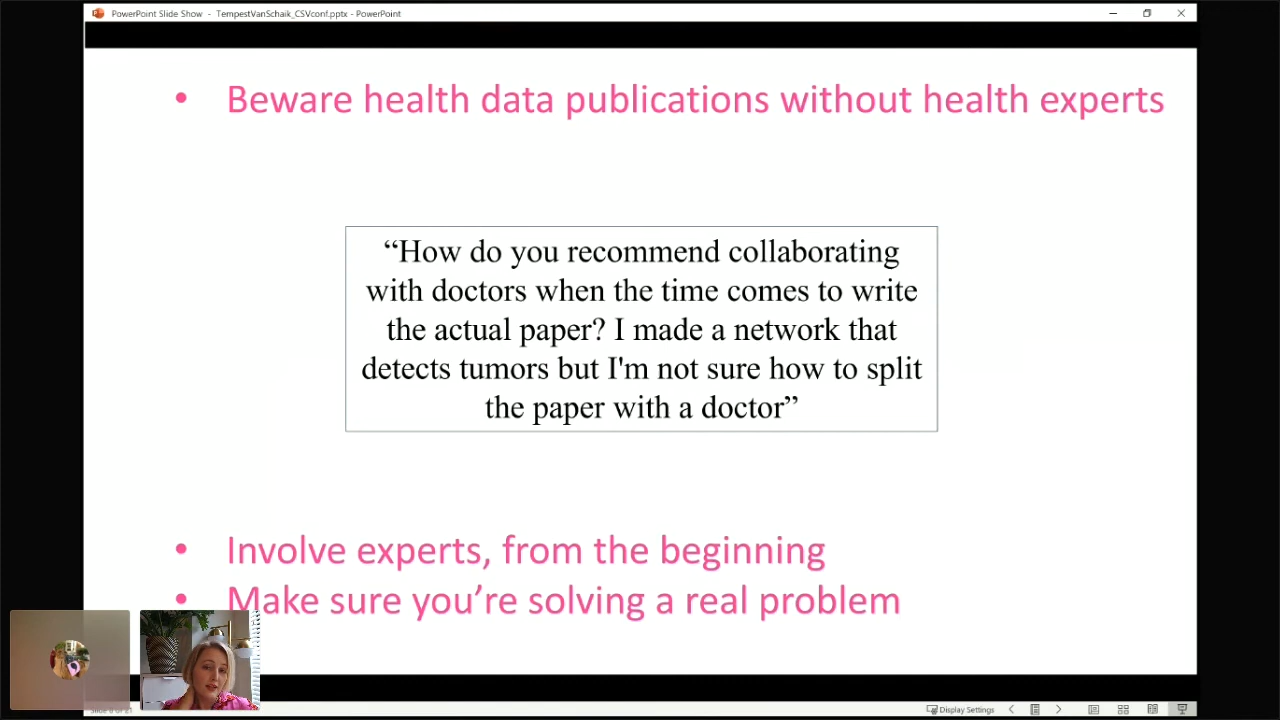 PowerPoint Slide Show - TempestVanSchaik_CSVconf.pptx - PowerPoint
• Beware health data publications without health experts
“How do you recommend collaborating
with doctors when the time comes to write
the actual paper? I made a network that
detects tumors but I'm not sure how to split
the paper with a doctor”
• Involve experts, from the beginning
• Make sure you’re solving a real problem
Display Settings